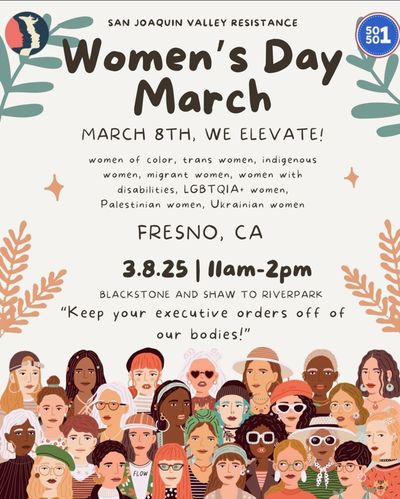 SAN JOAQUIN VALLEY RESISTANCE
50
50 1
Women's Day
March
MARCH 8TH, WE ELEVATE!
women of color, trans women, indigenous
women, migrant women, women with
disabilities, LGBTQIA+ women,
Palestinian women, Ukrainian women
FRESNO, CA
3.8.25 | 11am-2pm
BLACKSTONE AND SHAW TO RIVERPARK
"Keep your executive orders off of
our bodies!"
FLOW